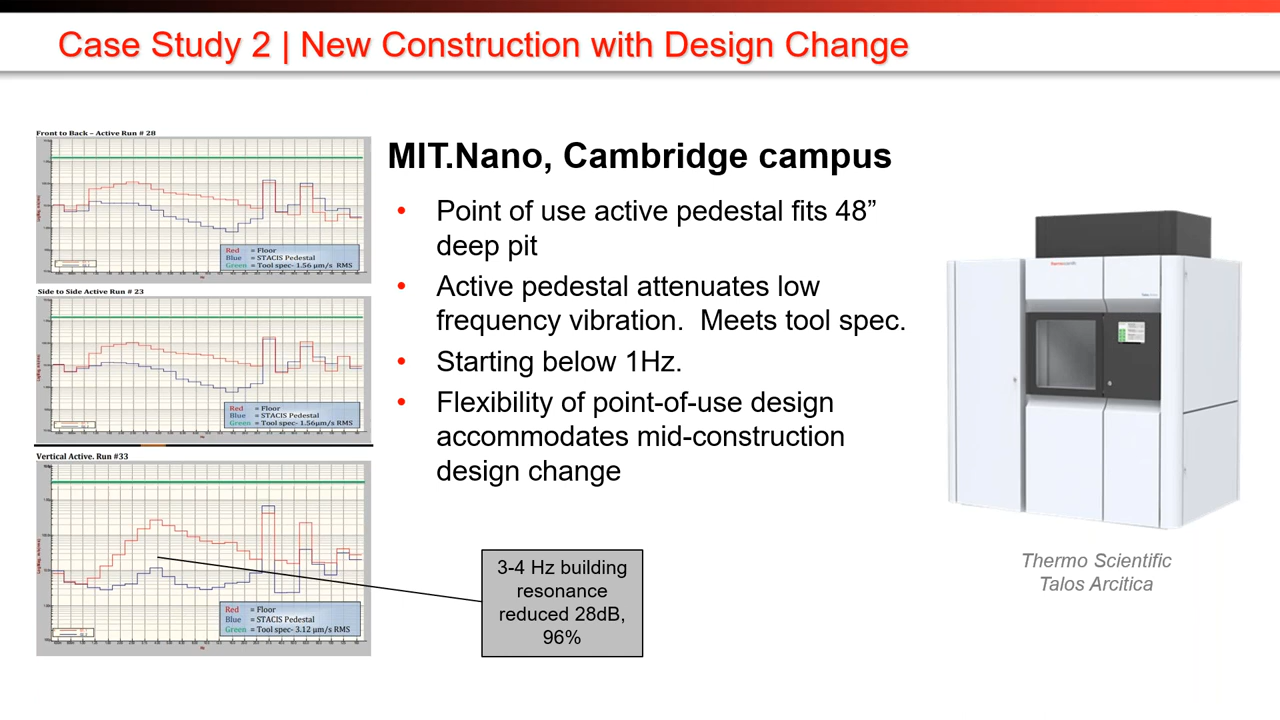 Case Study 2 | New Construction with Design Change
Front to Back – Active Run # 28
Red = Floor
Blue = STACIS Pedestal
Green = Tool spec- 1.56 μm/s RMS
Side to Side Active Run # 23
Red = Floor
Blue = STACIS Pedestal
Green = Tool spec- 1.56μm/s RMS
Vertical Active. Run #33
Red = Floor
Blue = STACIS Pedestal
Green = Tool spec- 3.12 μm/s RMS
MIT.Nano, Cambridge campus
• Point of use active pedestal fits 48”
deep pit
• Active pedestal attenuates low
frequency vibration. Meets tool spec.
• Starting below 1Hz.
• Flexibility of point-of-use design
accommodates mid-construction
design change
3-4 Hz building
resonance
reduced 28dB,
96%
Thermo Scientific
Talos Arcitica